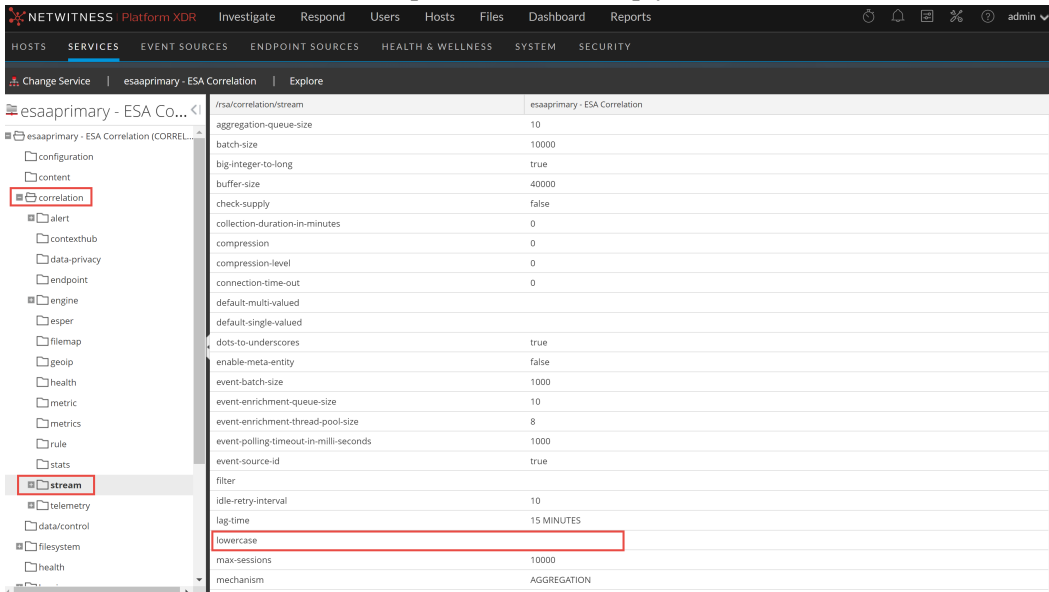 NETWITNESS | Platform XDR Investigate Respond Users Hosts Files Dashboard Reports admin
HOSTS SERVICES EVENT SOURCES ENDPOINT SOURCES HEALTH & WELLNESS SYSTEM SECURITY
Change Service | esaaprimary - ESA Correlation | Explore
esaaprimary - ESA Co...
esaaprimary - ESA Correlation (CORREL...
configuration
content
correlation
alert
contexthub
data-privacy
endpoint
engine
esper
filemap
geoip
health
metric
metrics
rule
stats
stream
telemetry
data/control
filesystem
health
/rsa/correlation/stream esaaprimary - ESA Correlation
aggregation-queue-size 10
batch-size 10000
big-integer-to-long true
buffer-size 40000
check-supply false
collection-duration-in-minutes 0
compression 0
compression-level 0
connection-time-out 0
default-multi-valued
default-single-valued
dots-to-underscores true
enable-meta-entity false
event-batch-size 1000
event-enrichment-queue-size 10
event-enrichment-thread-pool-size 8
event-polling-timeout-in-milli-seconds 1000
event-source-id true
filter
idle-retry-interval 10
lag-time 15 MINUTES
lowercase
max-sessions 10000
mechanism AGGREGATION